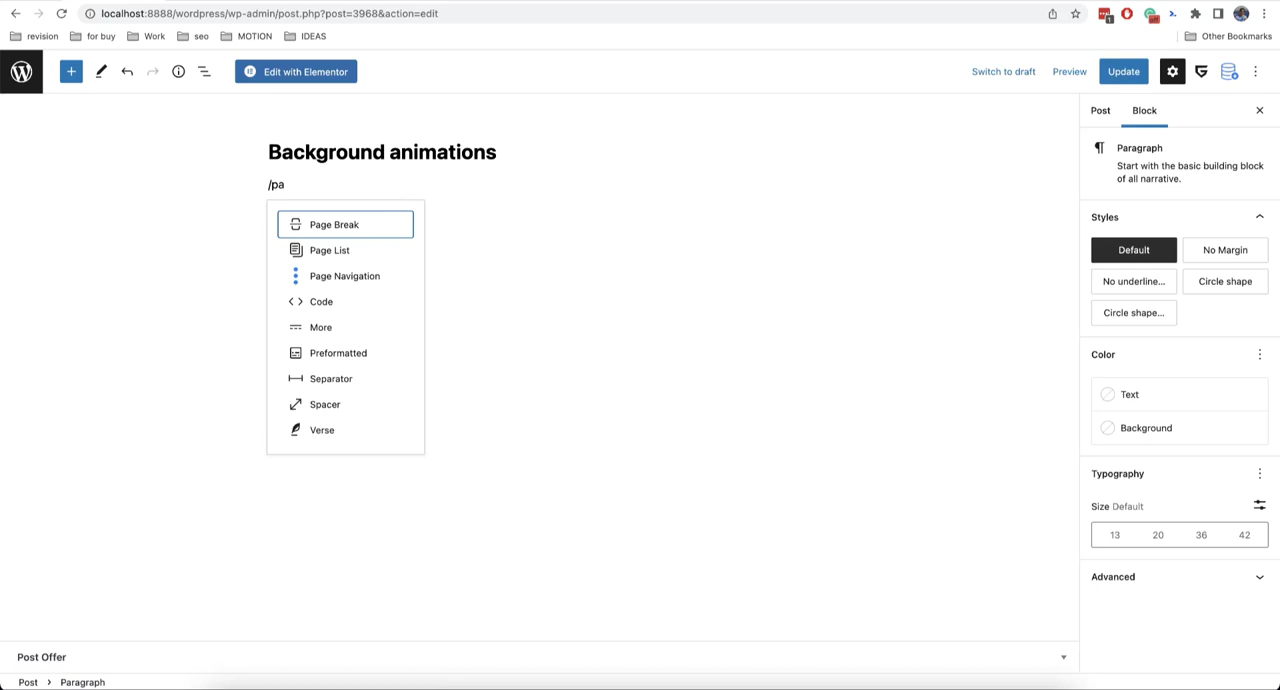 localhost:8888/wordpress/wp-admin/post.php?post=3968&action=edit
revision for buy Work seo MOTION IDEAS Other Bookmarks
Edit with Elementor Switch to draft Preview Update
Post Block
Background animations
/pa
Page Break
Page List
Page Navigation
Code
More
Preformatted
Separator
Spacer
Verse
Paragraph
Start with the basic building block
of all narrative.
Styles
Default No Margin
No underline... Circle shape
Circle shape...
Color
Text
Background
Typography
Size Default
13 20 36 42
Advanced
Post Offer
Post › Paragraph